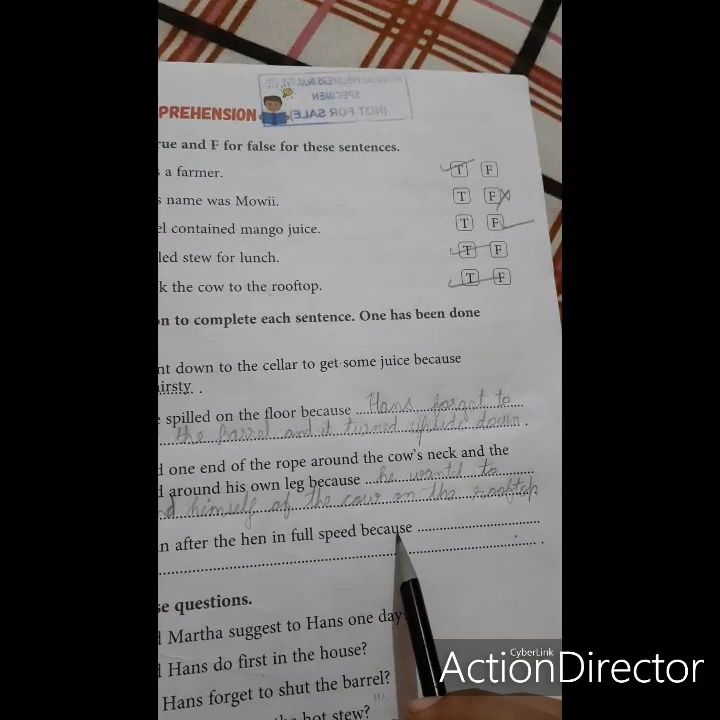 SPECIMEN
(NOT FOR SALE)
PREHENSION
rue and F for false for these sentences.
s a farmer. T F
s name was Mowii. T F
el contained mango juice. T F
led stew for lunch. T F
k the cow to the rooftop. T F
on to complete each sentence. One has been done
nt down to the cellar to get some juice because
irsty. .
e spilled on the floor because Hans forgot to
the barrel and it turned upside down .
d one end of the rope around the cow's neck and the
d around his own leg because he wanted to
himself of the cow on the rooftop
n after the hen in full speed because
.
se questions.
d Martha suggest to Hans one day
d Hans do first in the house?
Hans forget to shut the barrel?
the hot stew?
CyberLink
ActionDirector